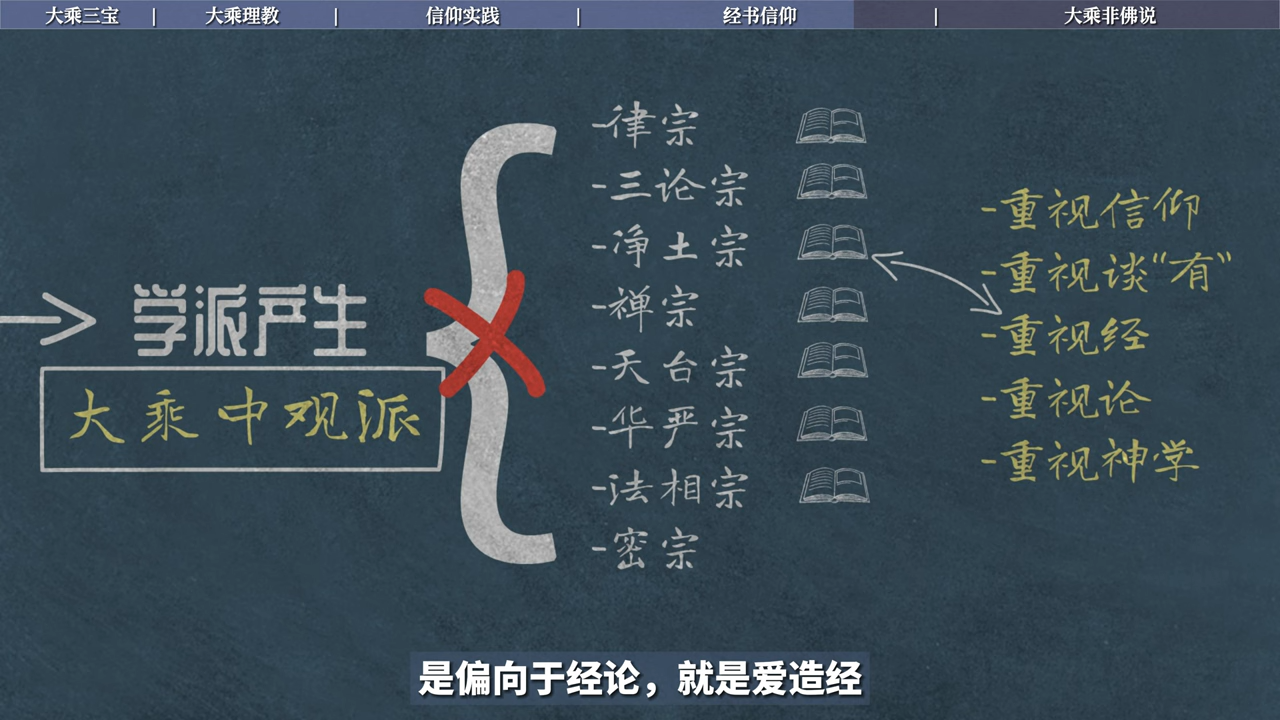 大乘三宝 | 大乘理教 | 信仰实践 | 经书信仰 | 大乘非佛说
学派产生
大乘中观派
-律宗
-三论宗
-净土宗
-禅宗
-天台宗
-华严宗
-法相宗
-密宗
-重视信仰
-重视谈“有”
-重视经
-重视论
-重视神学
是偏向于经论，就是爱造经